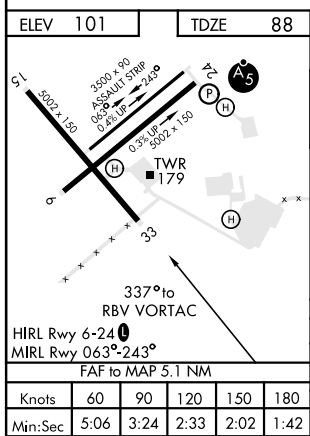 ELEV 101
TDZE 88
3500 x 90
ASSAULT STRIP
063° 243°
0.4% UP
24
A5
P
H
15
5002 x 150
0.3% UP
5002 x 150
H
TWR
179
6
H
x x
33
x x x x x
337° to
RBV VORTAC
HIRL Rwy 6-24 L
MIRL Rwy 063°-243°
FAF to MAP 5.1 NM
Knots 60 90 120 150 180
Min:Sec 5:06 3:24 2:33 2:02 1:42